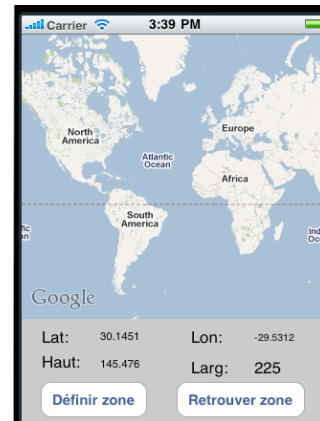 Carrier 3:39 PM
North
America
Europe
Atlantic
Ocean
Africa
South
America
Google
Lat: 30.1451 Lon: -29.5312
Haut: 145.476 Larg: 225
Définir zone Retrouver zone